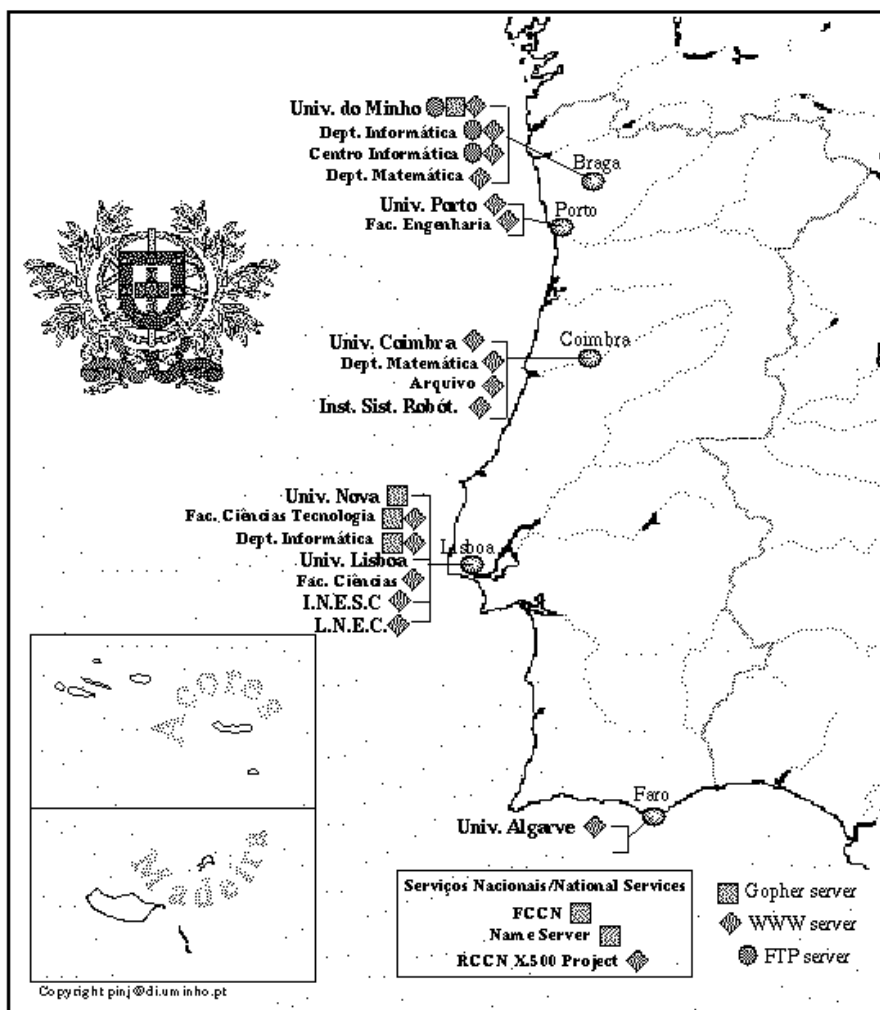 Univ. do Minho
Dept. Informática
Centro Informática
Dept. Matemática
Braga
Univ. Porto
Fac. Engenharia
Porto
Univ. Coimbra
Dept. Matemática
Arquivo
Inst. Sist. Robót.
Coimbra
Univ. Nova
Fac. Ciências Tecnologia
Dept. Informática
Univ. Lisboa
Fac. Ciências
I.N.E.S.C
L.N.E.C.
Lisboa
Acores
Madeira
Faro
Univ. Algarve
Serviços Nacionais/National Services
FCCN
Name Server
RCCN X.500 Project
Gopher server
WWW server
FTP server
Copyright pinj@di.uminho.pt